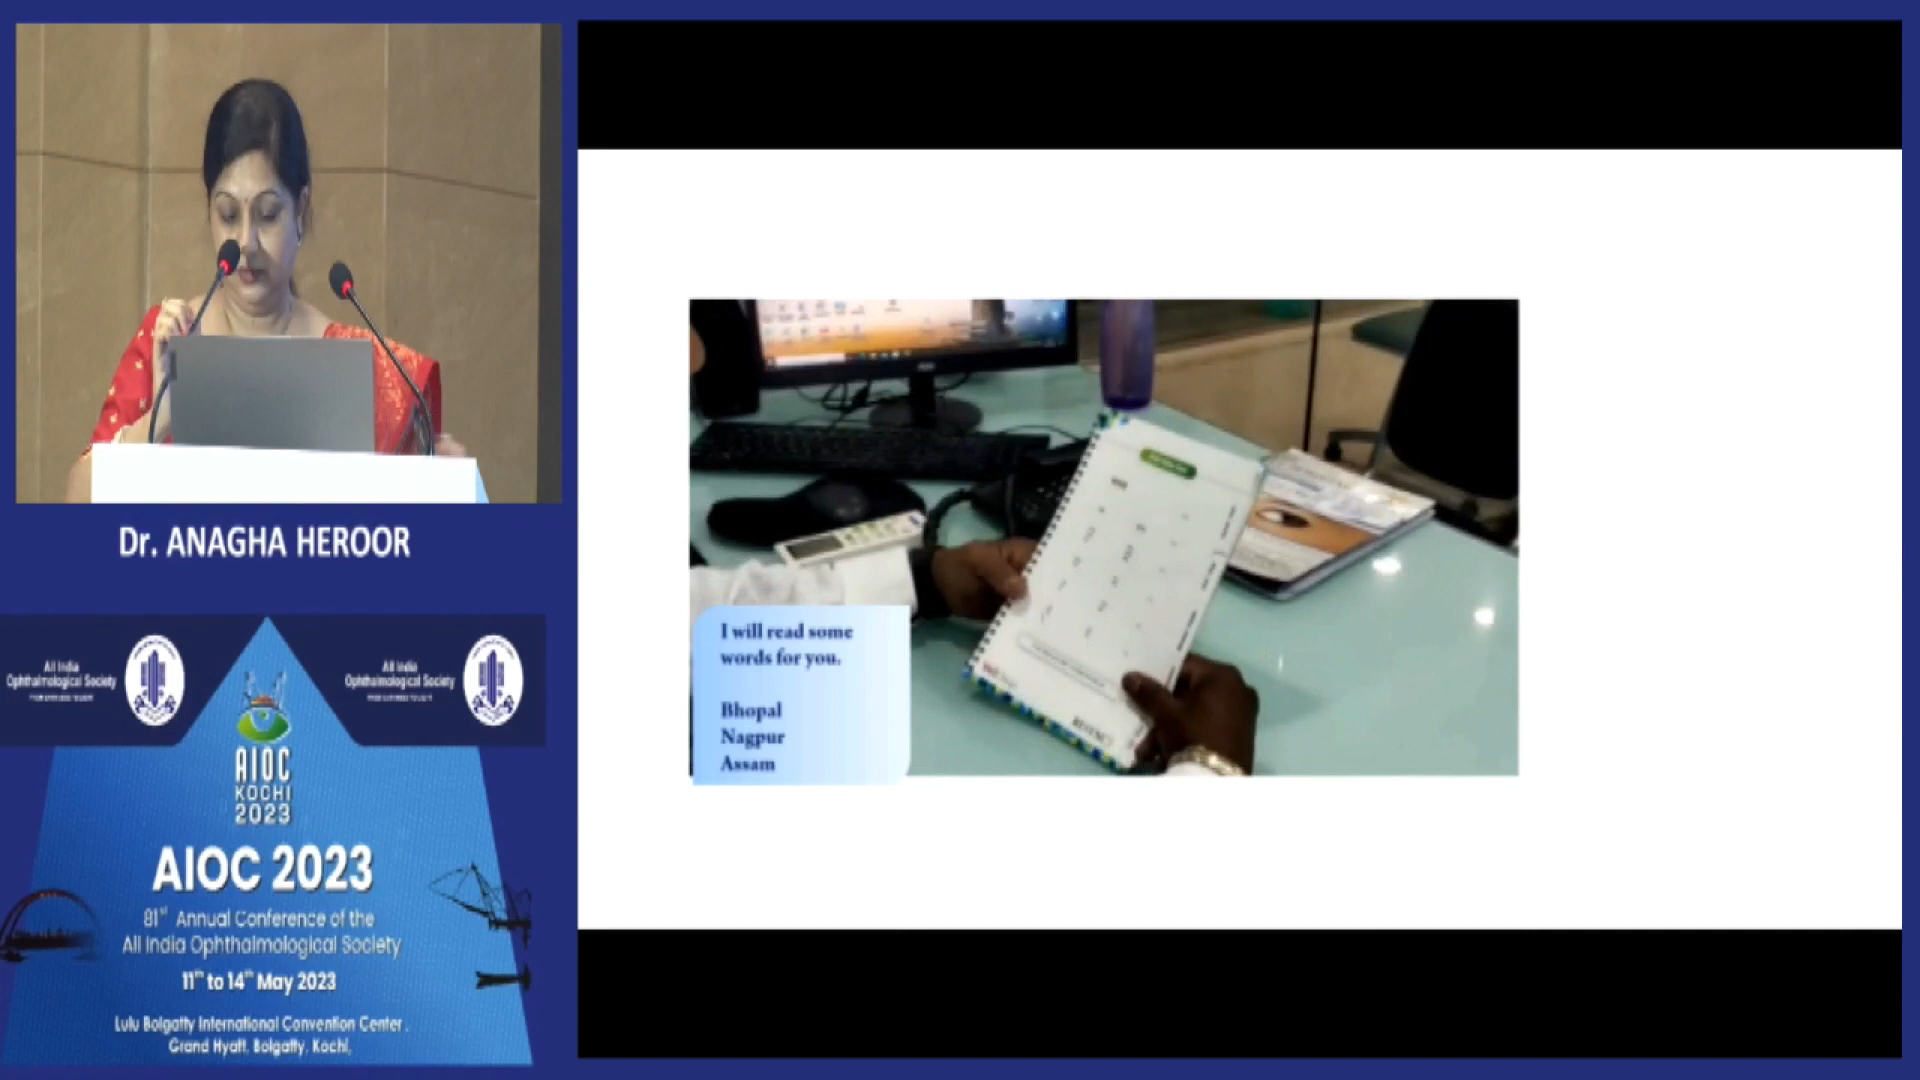 I will read some
words for you.
Bhopal
Nagpur
Assam
Dr. ANAGHA HEROOR
All India
Ophthalmological Society
All India
Ophthalmological Society
AIOC
KOCHI
2023
AIOC 2023
81st Annual Conference of the
All India Ophthalmological Society
11th to 14th May 2023
Lulu Bolgatty International Convention Center,
Grand Hyatt, Bolgatty, Kochi,